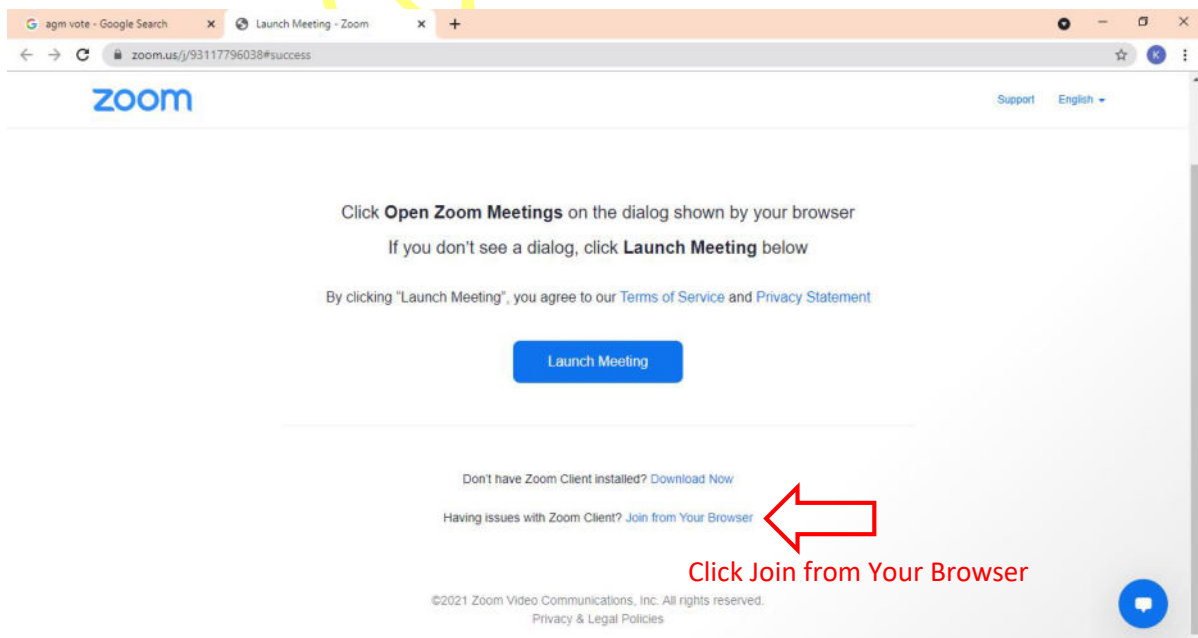 G agm vote - Google Search
Launch Meeting - Zoom
zoom.us/j/93117796038#success
K
zoom
Support English
Click Open Zoom Meetings on the dialog shown by your browser
If you don't see a dialog, click Launch Meeting below
By clicking "Launch Meeting", you agree to our Terms of Service and Privacy Statement
Launch Meeting
Don't have Zoom Client installed? Download Now
Having issues with Zoom Client? Join from Your Browser
Click Join from Your Browser
©2021 Zoom Video Communications, Inc. All rights reserved.
Privacy & Legal Policies